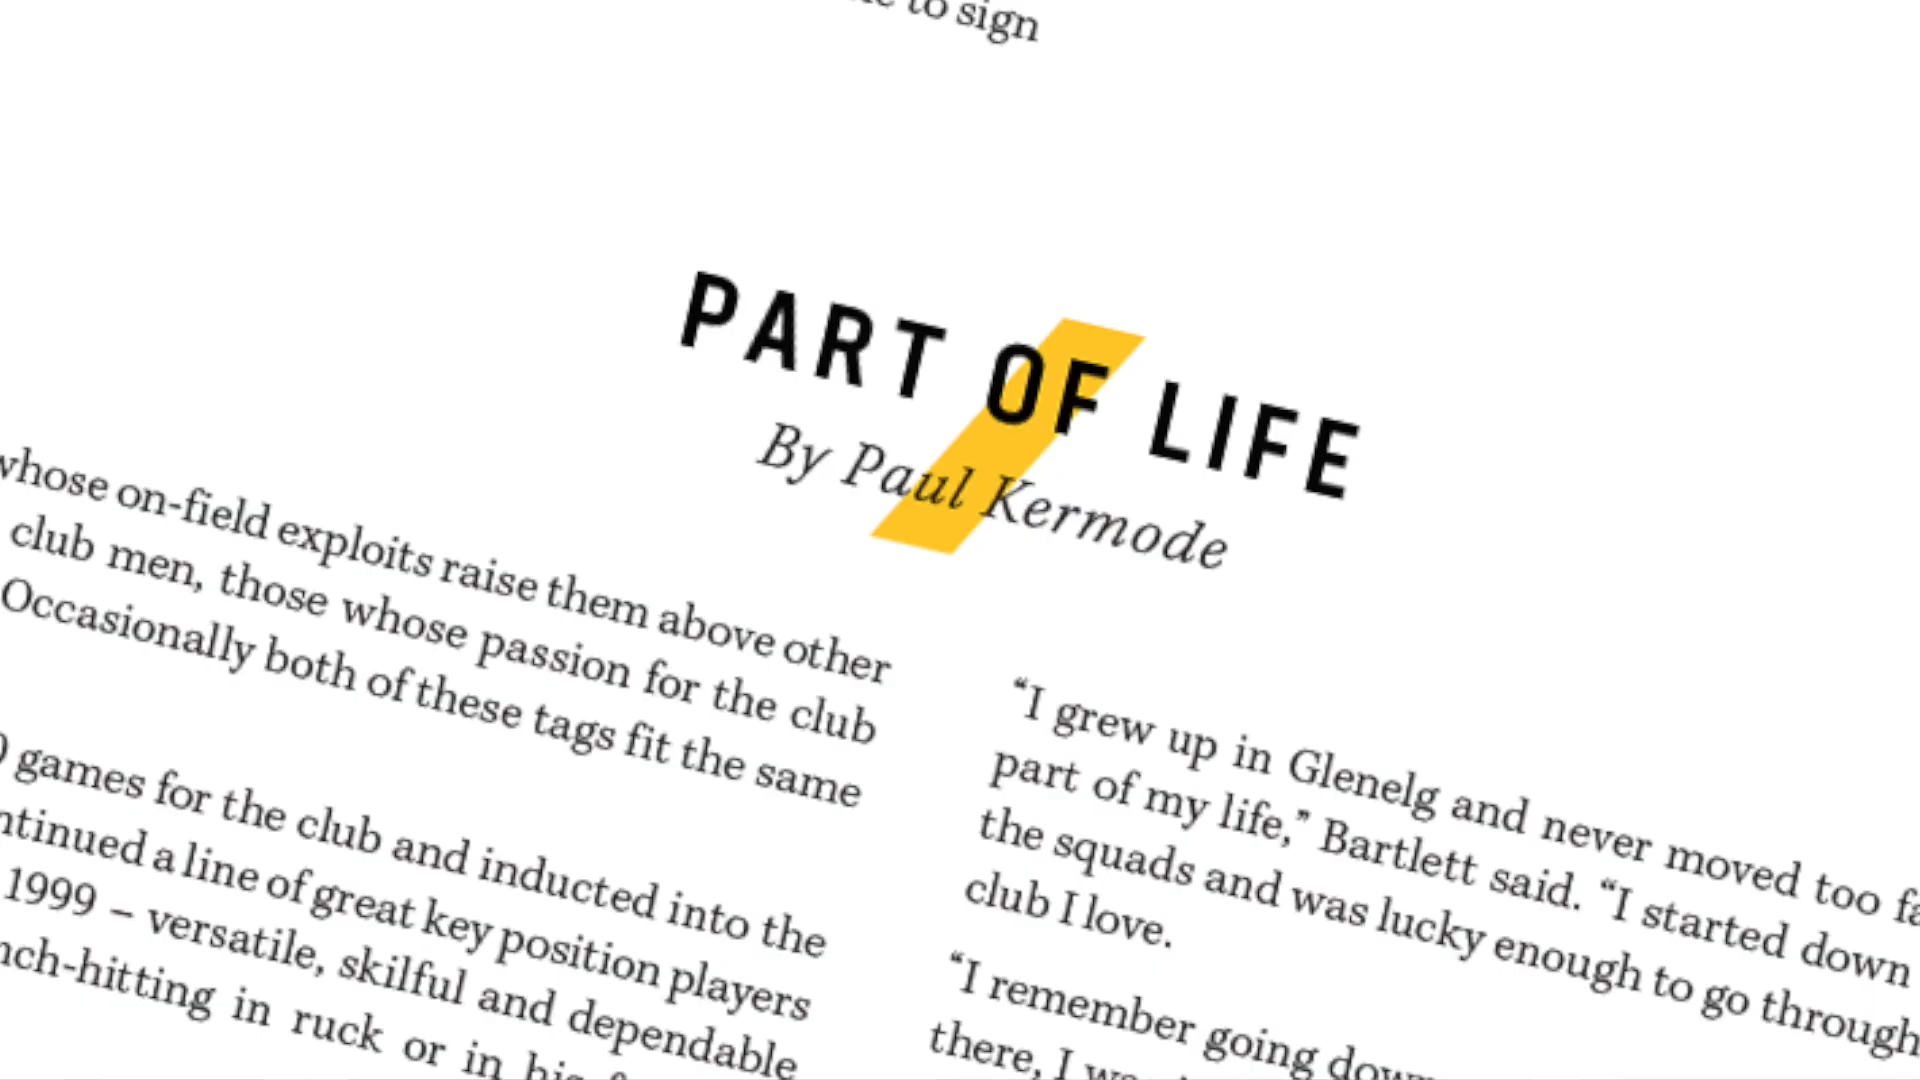 to sign
PART OF LIFE
By Paul Kermode
whose on-field exploits raise them above other
club men, those whose passion for the club
Occasionally both of these tags fit the same
games for the club and inducted into the
a line of great key position players
1999 – versatile, skilful and dependable
in ruck or in his
“I grew up in Glenelg and never moved too
part of my life,” Bartlett said. “I started down
the squads and was lucky enough to go through
club I love.
“I remember going down
there, I